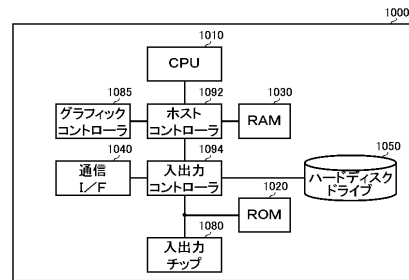 1000
1010
CPU
1085
グラフィック
コントローラ
1092
ホスト
コントローラ
1030
RAM
1040
通信
I/F
1094
入出力
コントローラ
1050
ハードディスク
ドライブ
1020
ROM
1080
入出力
チップ